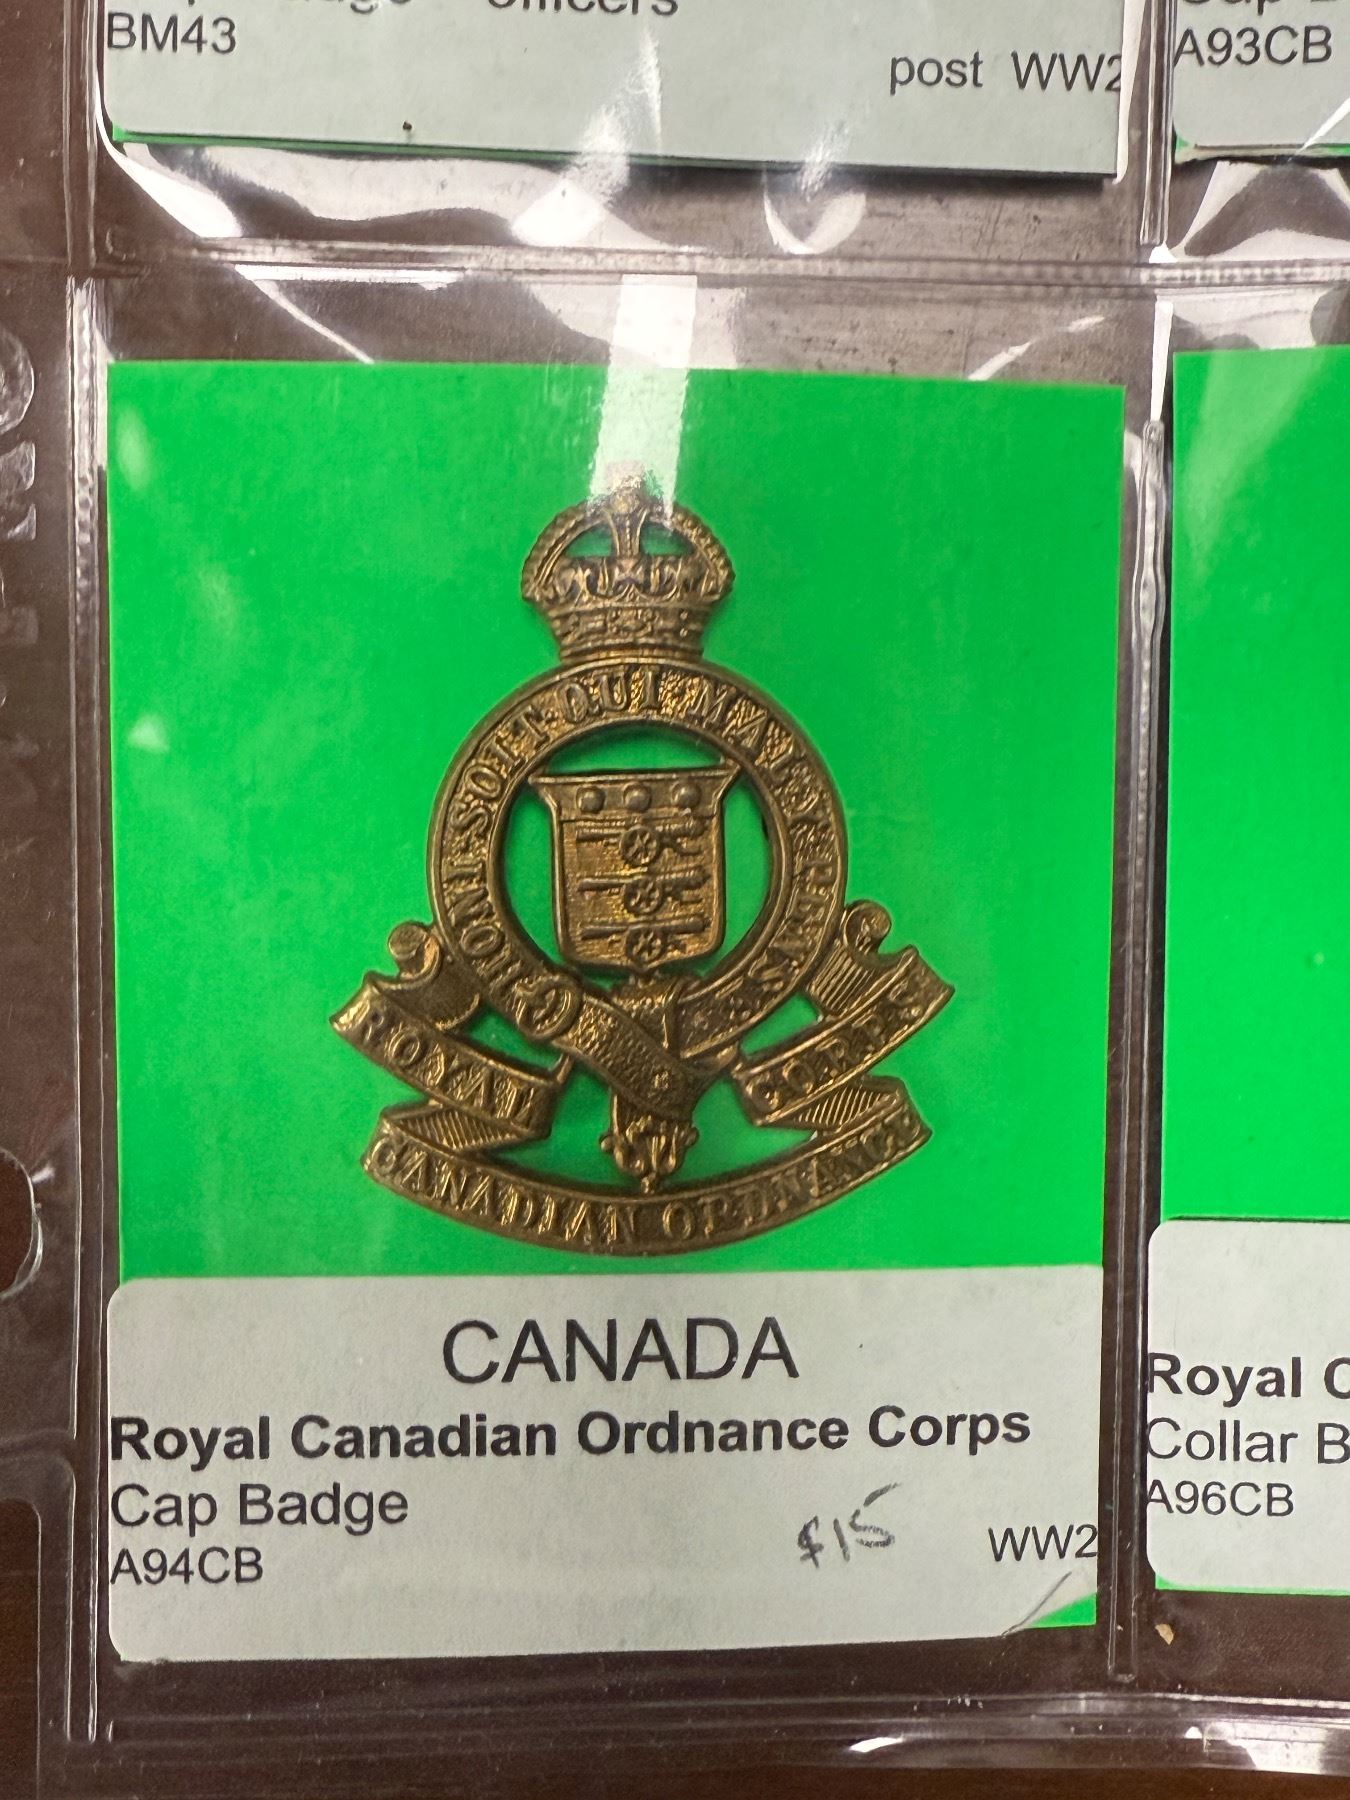 officers
BM43
post WW2
A93CB
HONI·SOIT·QUI·MAL·Y·PENSE
ROYAL
CORPS
CANADIAN ORDNANCE
CANADA
Royal Canadian Ordnance Corps
Cap Badge
A94CB
$15
WW2
Royal C
Collar B
A96CB